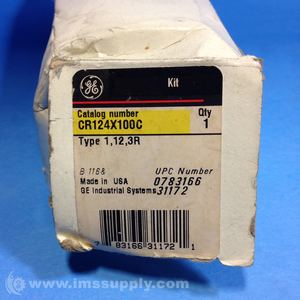 GE
Kit
Catalog number
Qty
CR124X100C
1
Type 1,12,3R
UPC Number
Made in USA
0783166
GE Industrial Systems
31172
7 83166 31172 1
© www.imssupply.com